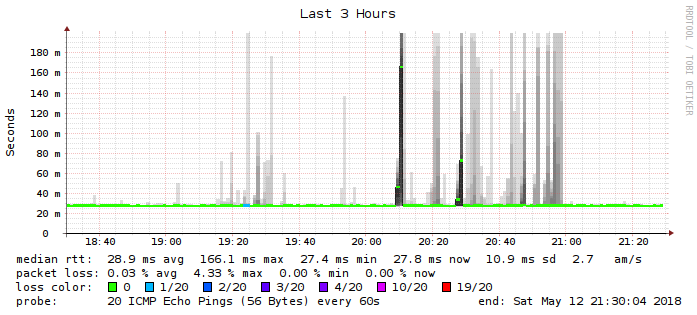 Last 3 Hours
RRDTOOL / TOBI OETIKER
Seconds
180 m
160 m
140 m
120 m
100 m
80 m
60 m
40 m
20 m
0
18:40 19:00 19:20 19:40 20:00 20:20 20:40 21:00 21:20
median rtt: 28.9 ms avg 166.1 ms max 27.4 ms min 27.8 ms now 10.9 ms sd 2.7 am/s
packet loss: 0.03 % avg 4.33 % max 0.00 % min 0.00 % now
loss color: 0 1/20 2/20 3/20 4/20 10/20 19/20
probe: 20 ICMP Echo Pings (56 Bytes) every 60s end: Sat May 12 21:30:04 2018